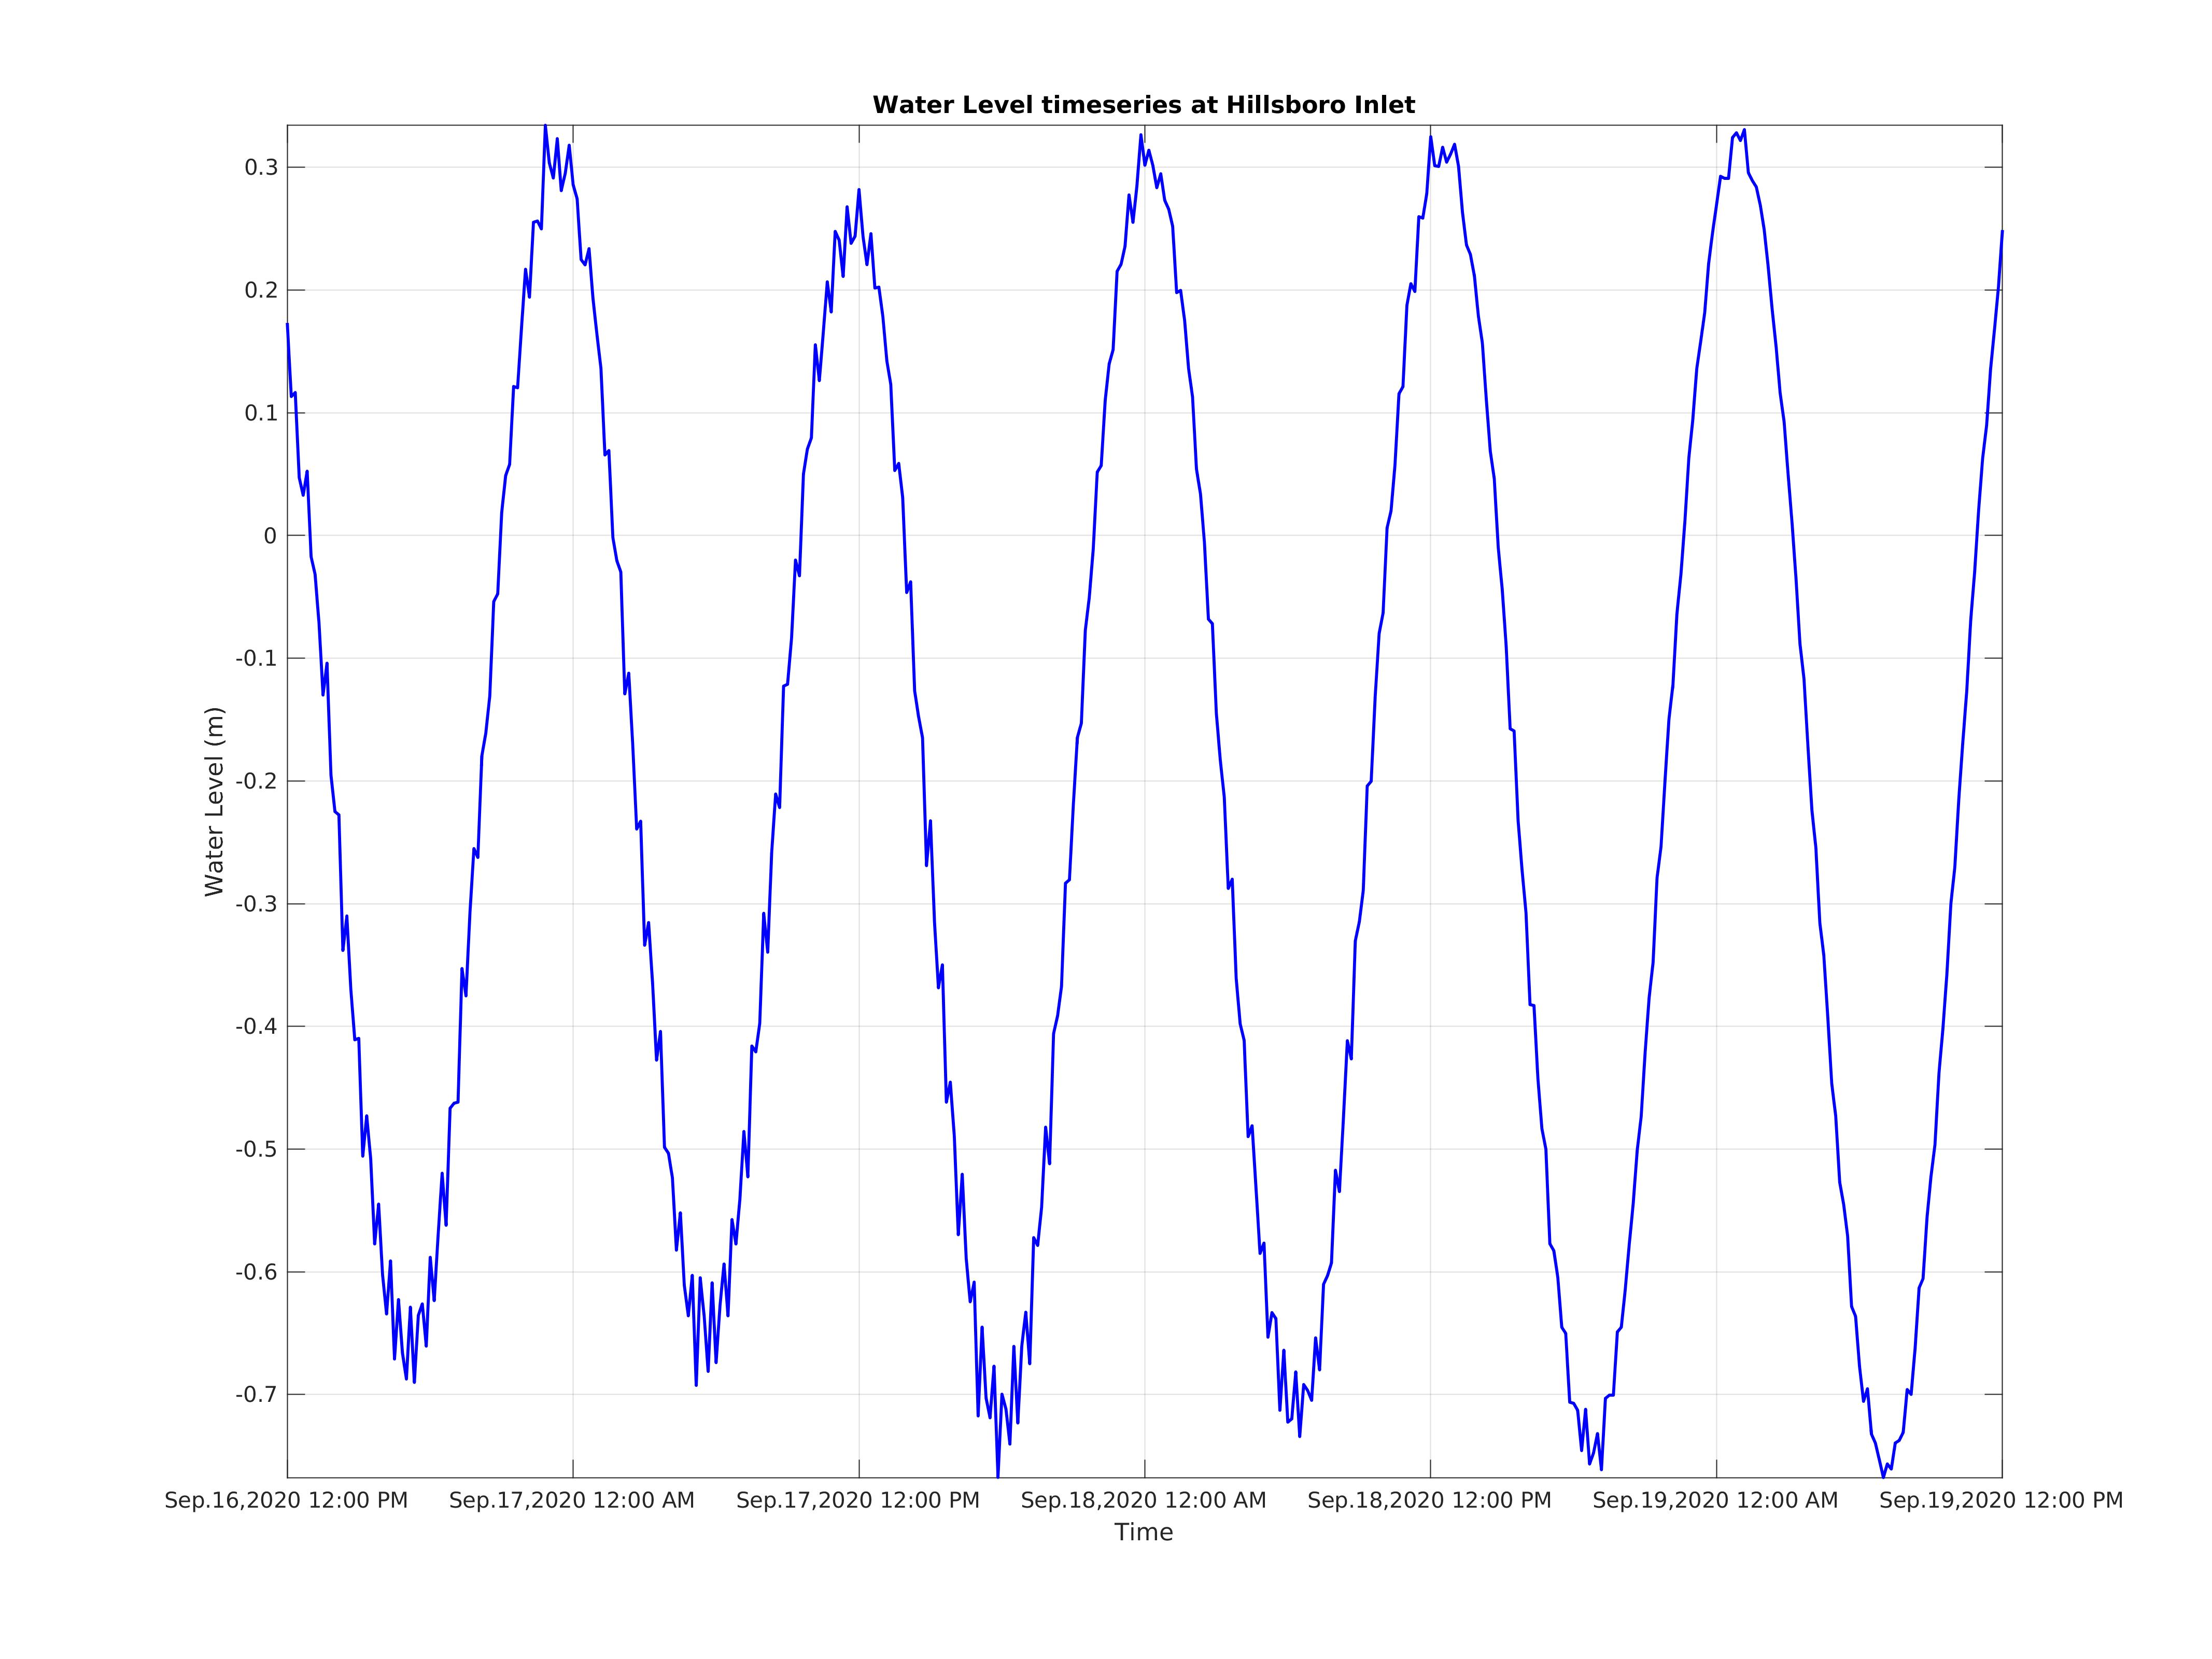 Water Level timeseries at Hillsboro Inlet
0.3
0.2
0.1
0
-0.1
-0.2
-0.3
-0.4
-0.5
-0.6
-0.7
Water Level (m)
Sep.16,2020 12:00 PM
Sep.17,2020 12:00 AM
Sep.17,2020 12:00 PM
Sep.18,2020 12:00 AM
Sep.18,2020 12:00 PM
Sep.19,2020 12:00 AM
Sep.19,2020 12:00 PM
Time